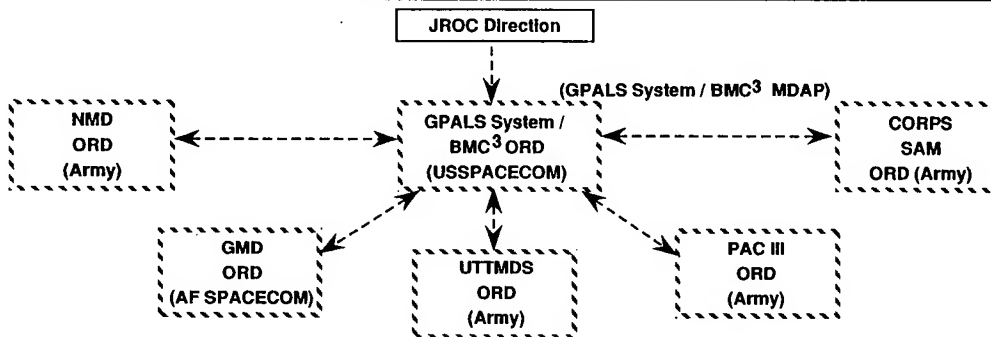 JROC Direction
(GPALS System / BMC³ MDAP)
NMD
ORD
(Army)
GPALS System /
BMC³ ORD
(USSPACECOM)
CORPS
SAM
ORD (Army)
GMD
ORD
(AF SPACECOM)
UTTMDS
ORD
(Army)
PAC III
ORD
(Army)